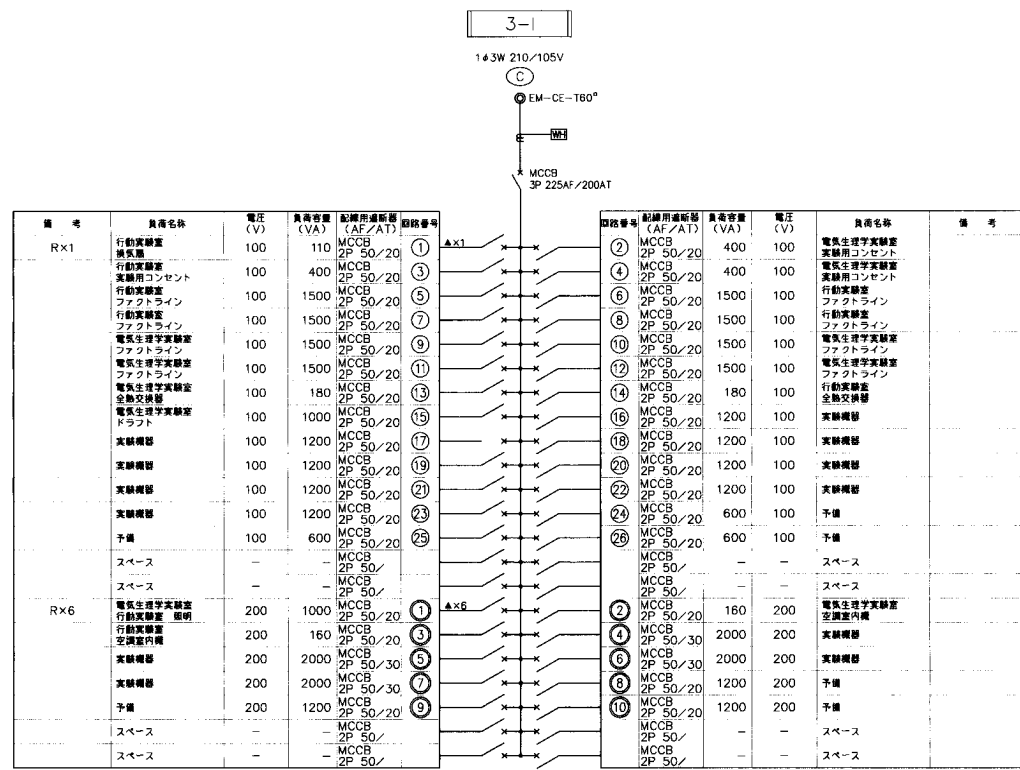 3-1
1φ3W 210/105V
C
EM-CE-T60°
WH
MCCB
3P 225AF/200AT
備 考 負荷名称 電圧(V) 負荷容量(VA) 配線用遮断器(AF/AT) 回路番号
R×1 行動実験室 換気扇 100 110 MCCB 2P 50/20 ① ▲×1
行動実験室 実験用コンセント 100 400 MCCB 2P 50/20 ③
行動実験室 ファクトライン 100 1500 MCCB 2P 50/20 ⑤
行動実験室 ファクトライン 100 1500 MCCB 2P 50/20 ⑦
電気生理学実験室 ファクトライン 100 1500 MCCB 2P 50/20 ⑨
電気生理学実験室 ファクトライン 100 1500 MCCB 2P 50/20 ⑪
電気生理学実験室 全熱交換器 100 180 MCCB 2P 50/20 ⑬
電気生理学実験室 ドラフト 100 1000 MCCB 2P 50/20 ⑮
実験機器 100 1200 MCCB 2P 50/20 ⑰
実験機器 100 1200 MCCB 2P 50/20 ⑲
実験機器 100 1200 MCCB 2P 50/20 ㉑
実験機器 100 1200 MCCB 2P 50/20 ㉓
予備 100 600 MCCB 2P 50/20 ㉕
スペース － － MCCB 2P 50/
スペース － － MCCB 2P 50/
R×6 電気生理学実験室 行動実験室 照明 200 1000 MCCB 2P 50/20 ① ▲×6
行動実験室 空調室内機 200 160 MCCB 2P 50/20 ③
実験機器 200 2000 MCCB 2P 50/30 ⑤
実験機器 200 2000 MCCB 2P 50/30 ⑦
予備 200 1200 MCCB 2P 50/20 ⑨
スペース － － MCCB 2P 50/
スペース － － MCCB 2P 50/
回路番号 配線用遮断器(AF/AT) 負荷容量(VA) 電圧(V) 負荷名称 備 考
② MCCB 2P 50/20 400 100 電気生理学実験室 実験用コンセント
④ MCCB 2P 50/20 400 100 電気生理学実験室 実験用コンセント
⑥ MCCB 2P 50/20 1500 100 行動実験室 ファクトライン
⑧ MCCB 2P 50/20 1500 100 行動実験室 ファクトライン
⑩ MCCB 2P 50/20 1500 100 電気生理学実験室 ファクトライン
⑫ MCCB 2P 50/20 1500 100 電気生理学実験室 ファクトライン
⑭ MCCB 2P 50/20 180 100 行動実験室 全熱交換器
⑯ MCCB 2P 50/20 1200 100 実験機器
⑱ MCCB 2P 50/20 1200 100 実験機器
⑳ MCCB 2P 50/20 1200 100 実験機器
㉒ MCCB 2P 50/20 1200 100 実験機器
㉔ MCCB 2P 50/20 600 100 予備
㉖ MCCB 2P 50/20 600 100 予備
MCCB 2P 50/ － － スペース
MCCB 2P 50/ － － スペース
② MCCB 2P 50/20 160 200 電気生理学実験室 空調室内機
④ MCCB 2P 50/30 2000 200 実験機器
⑥ MCCB 2P 50/30 2000 200 実験機器
⑧ MCCB 2P 50/20 1200 200 予備
⑩ MCCB 2P 50/20 1200 200 予備
MCCB 2P 50/ － － スペース
MCCB 2P 50/ － － スペース